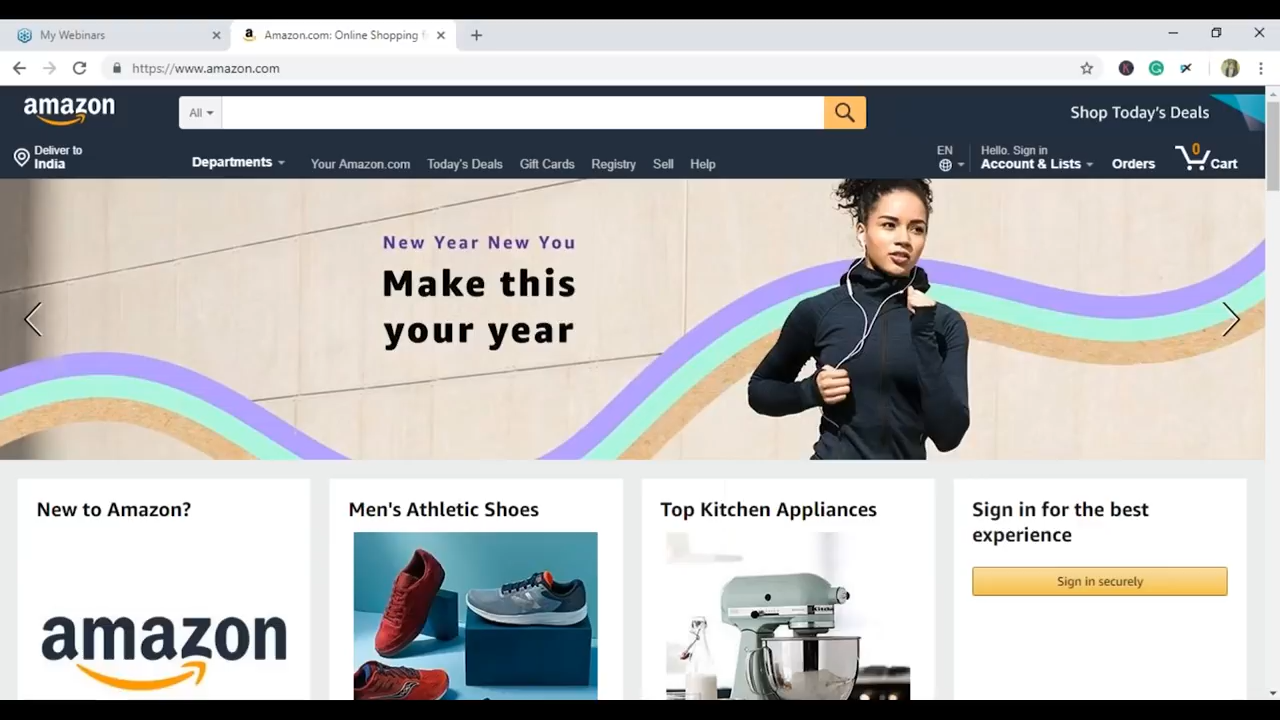 My Webinars
Amazon.com: Online Shopping f
https://www.amazon.com
amazon
All
Shop Today's Deals
Deliver to
India
Departments
Your Amazon.com
Today's Deals
Gift Cards
Registry
Sell
Help
EN
Hello. Sign in
Account & Lists
Orders
0
Cart
New Year New You
Make this
your year
New to Amazon?
amazon
Men's Athletic Shoes
Top Kitchen Appliances
Sign in for the best
experience
Sign in securely